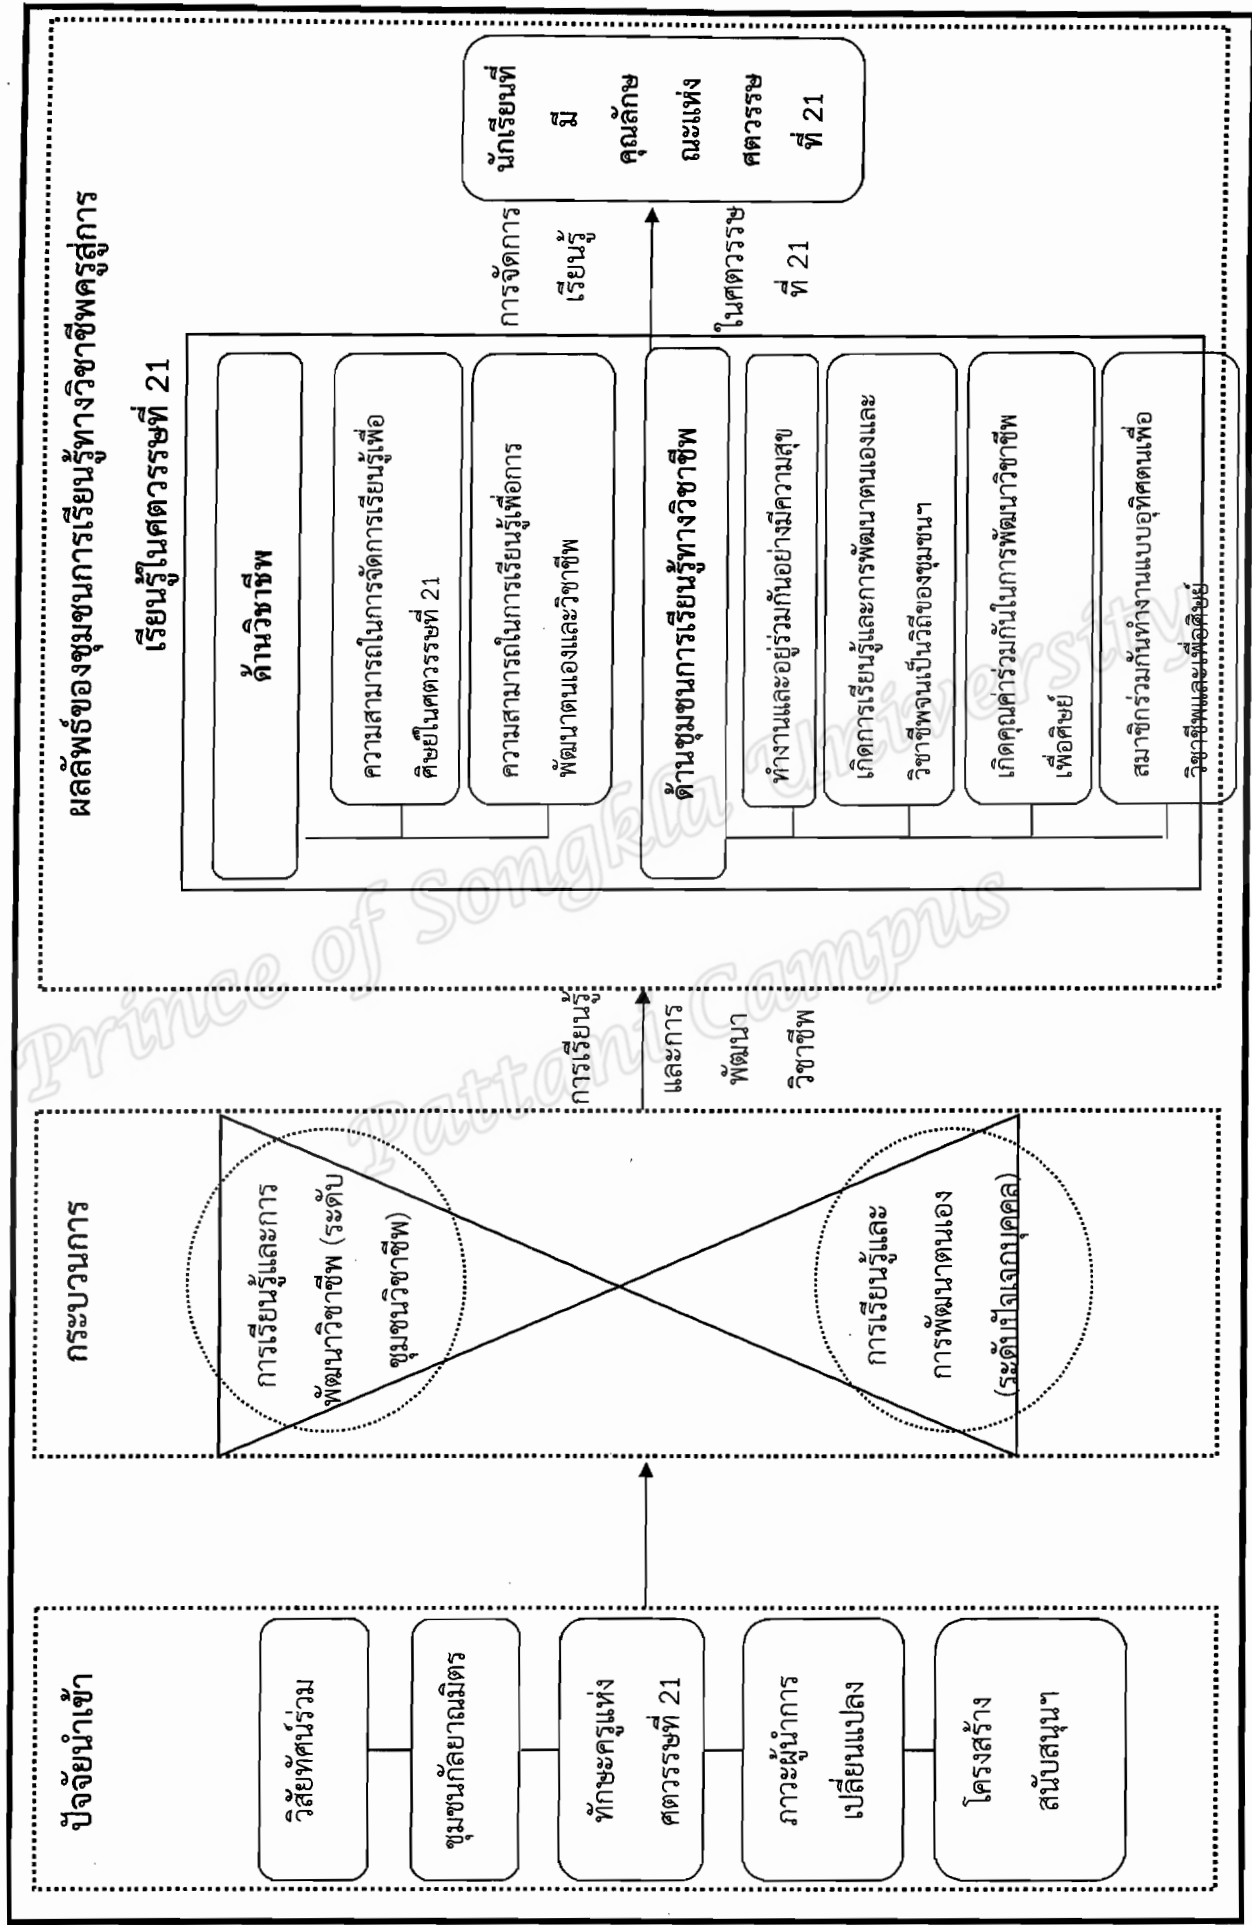 ปัจจัยนำเข้า
วิสัยทัศน์ร่วม
ชุมชนกัลยาณมิตร
ทักษะครูแห่ง
ศตวรรษที่ 21
ภาวะผู้นำการ
เปลี่ยนแปลง
โครงสร้าง
สนับสนุนฯ
กระบวนการ
การเรียนรู้และการ
พัฒนาวิชาชีพ (ระดับ
ชุมชนวิชาชีพ)
การเรียนรู้และ
การพัฒนาตนเอง
(ระดับปัจเจกบุคคล)
การเรียนรู้
และการ
พัฒนา
วิชาชีพ
ผลลัพธ์ของชุมชนการเรียนรู้ทางวิชาชีพครูสู่การ
เรียนรู้ในศตวรรษที่ 21
ด้านวิชาชีพ
ความสามารถในการจัดการเรียนรู้เพื่อ
ศิษย์ในศตวรรษที่ 21
ความสามารถในการเรียนรู้เพื่อการ
พัฒนาตนเองและวิชาชีพ
ด้านชุมชนการเรียนรู้ทางวิชาชีพ
ทำงานและอยู่ร่วมกันอย่างมีความสุข
เกิดการเรียนรู้และการพัฒนาตนเองและ
วิชาชีพจนเป็นวิถีของชุมชนฯ
เกิดคุณค่าร่วมกันในการพัฒนาวิชาชีพ
เพื่อศิษย์
สมาชิกร่วมกันทำงานแบบอุทิศตนเพื่อ
วิชาชีพและเพื่อศิษย์
การจัดการ
เรียนรู้
ในศตวรรษ
ที่ 21
นักเรียนที่
มี
คุณลักษ
ณะแห่ง
ศตวรรษ
ที่ 21
Prince of Songkla University
Pattani Campus